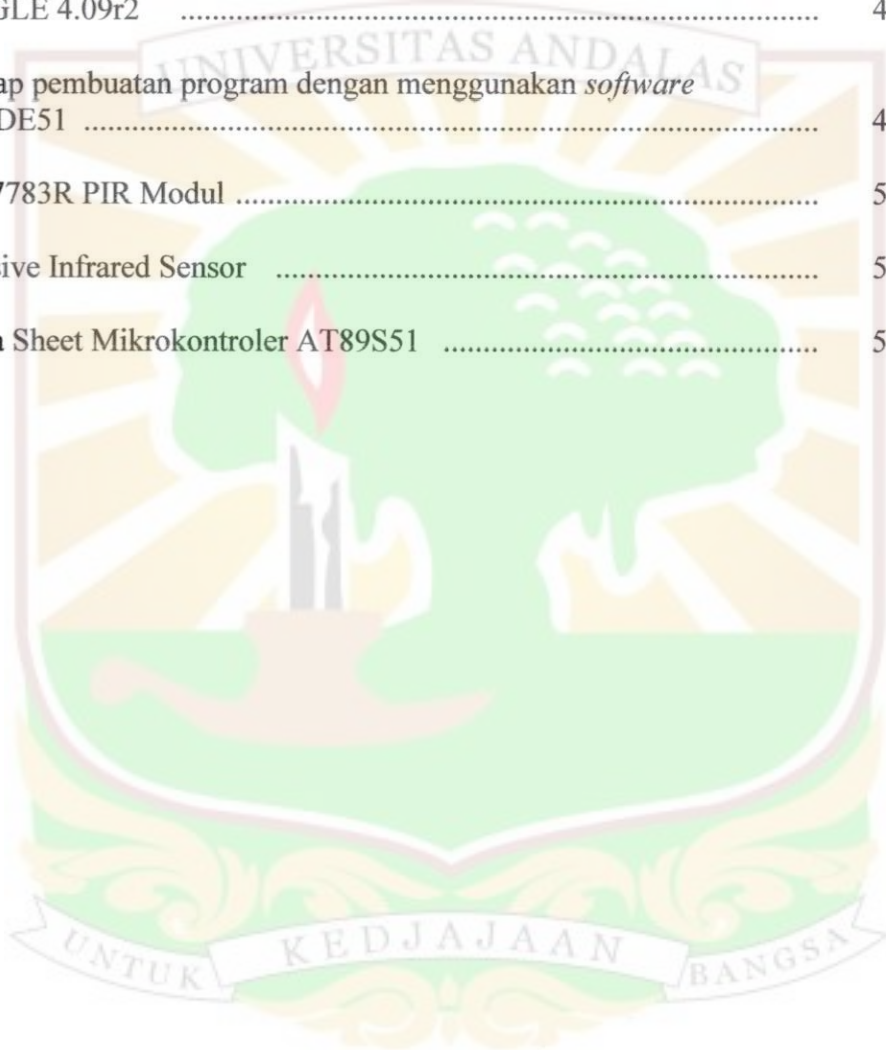 GLE 4.09r2 ........................................ 4
UNIVERSITAS ANDALAS
ap pembuatan program dengan menggunakan software
DE51 ........................................ 4
7783R PIR Modul ........................................ 5
sive Infrared Sensor ........................................ 5
a Sheet Mikrokontroler AT89S51 ........................................ 5
UNTUK KEDJAJAAN BANGSA